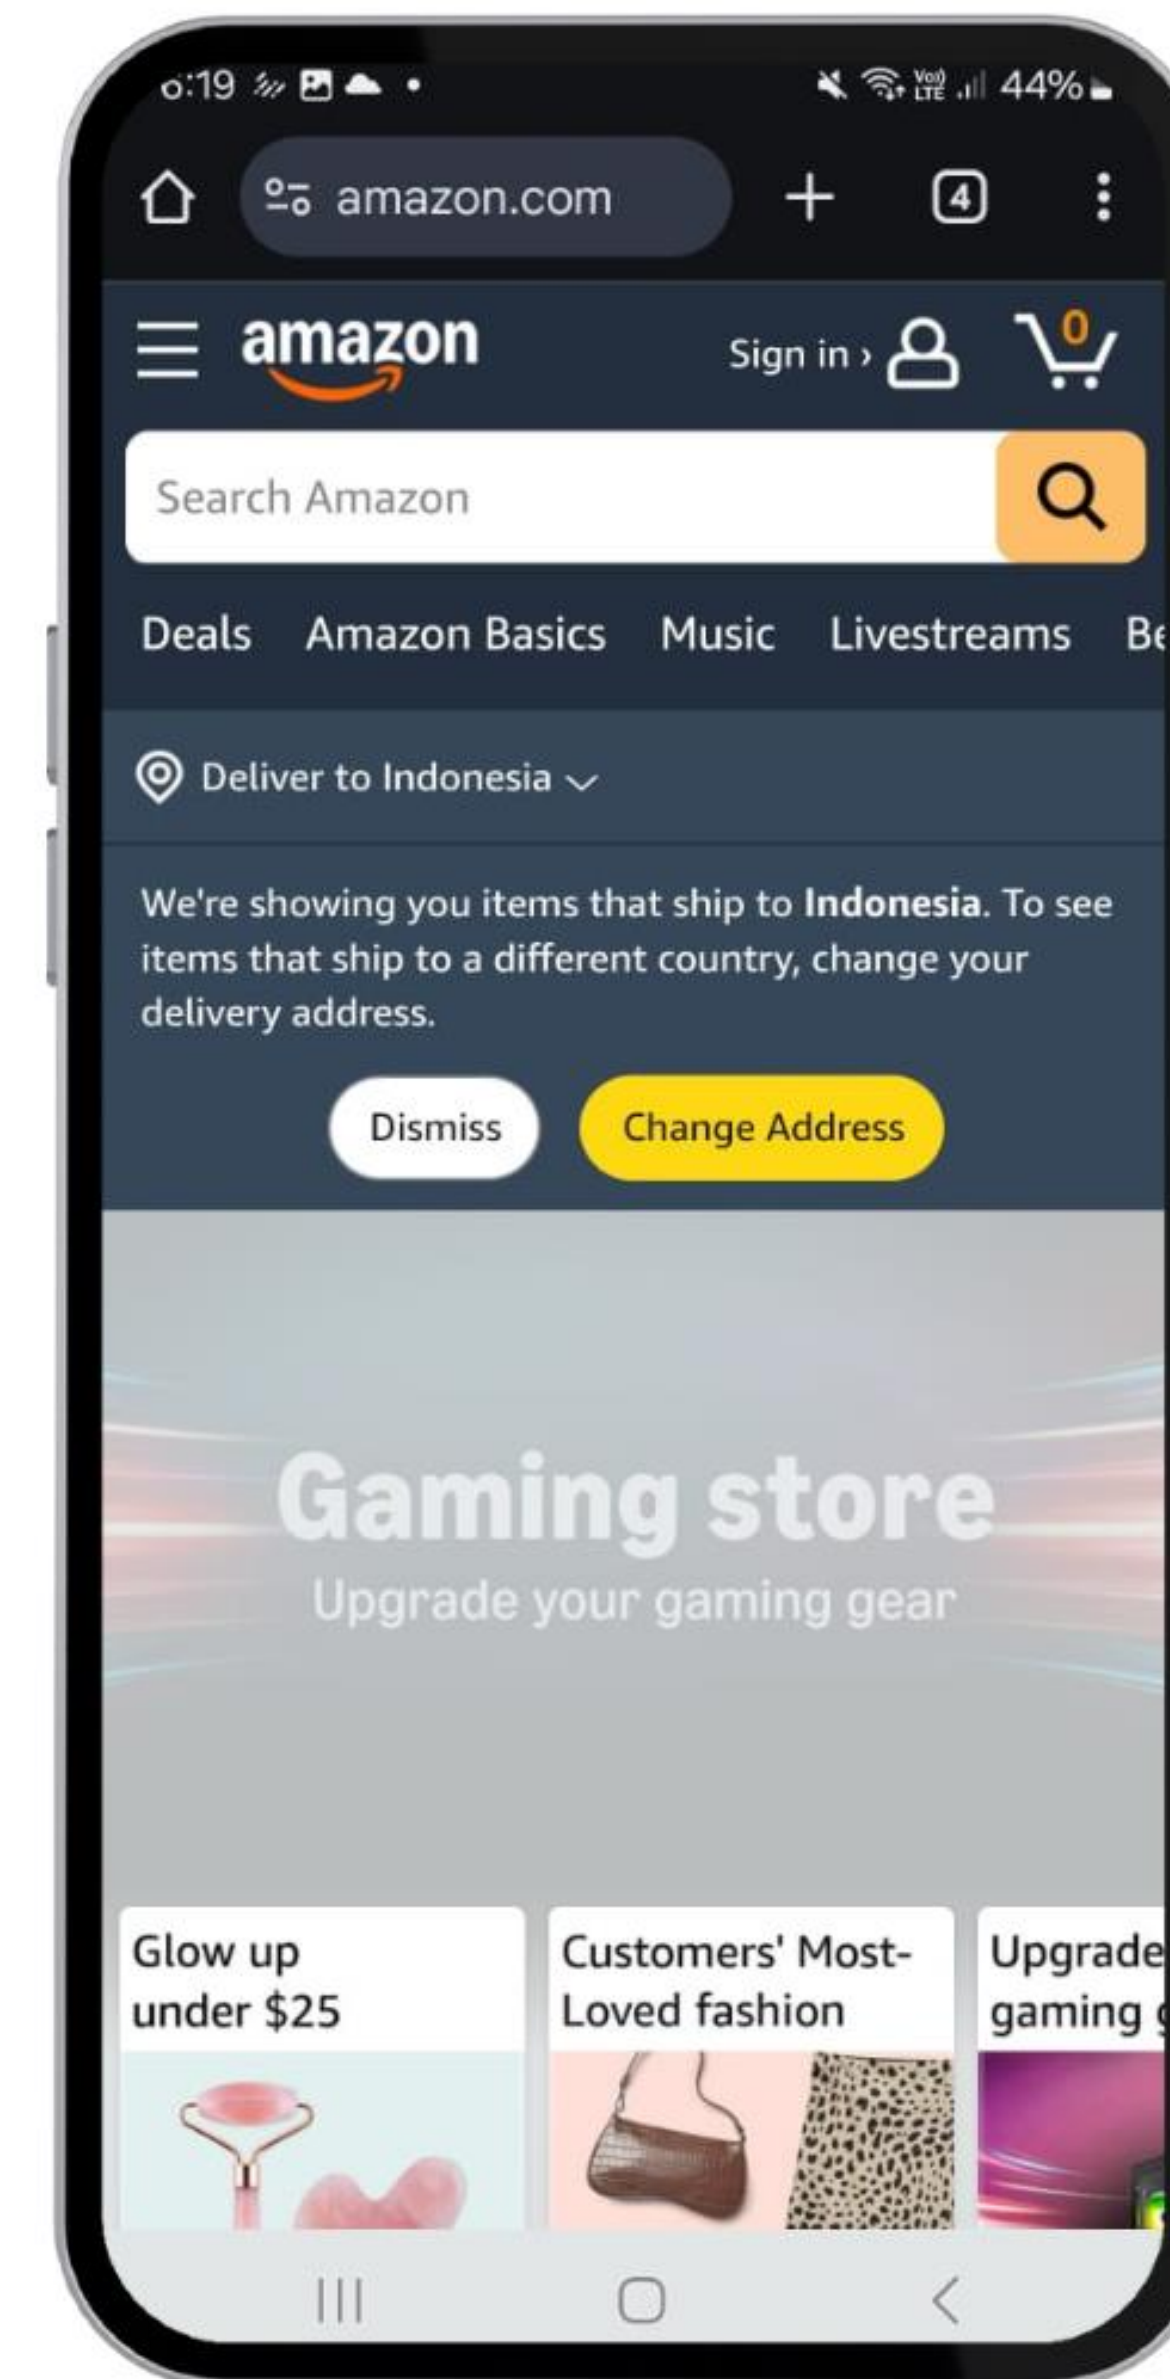 6:19 44%
amazon.com 4
amazon Sign in › 0
Search Amazon
Deals Amazon Basics Music Livestreams Be
Deliver to Indonesia
We're showing you items that ship to Indonesia. To see
items that ship to a different country, change your
delivery address.
Dismiss Change Address
Gaming store
Upgrade your gaming gear
Glow up
under $25
Customers' Most-
Loved fashion
Upgrade
gaming